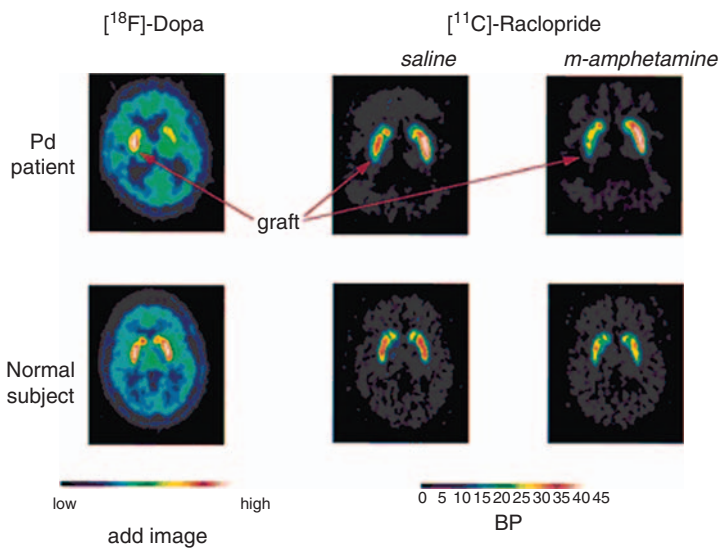 [¹⁸F]-Dopa
[¹¹C]-Raclopride
saline
m-amphetamine
Pd
patient
graft
Normal
subject
low
high
add image
0 5 10 15 20 25 30 35 40 45
BP